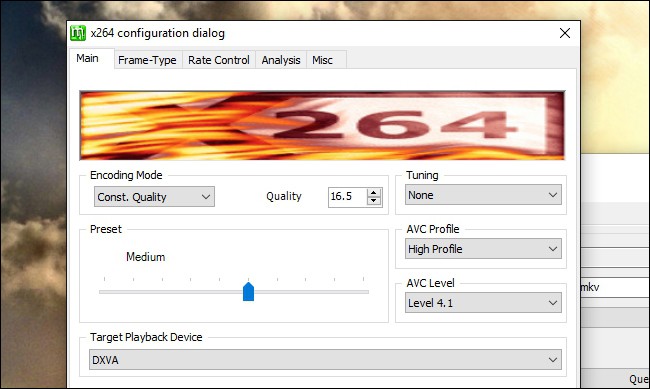 x264 configuration dialog
Main
Frame-Type
Rate Control
Analysis
Misc
264
Encoding Mode
Const. Quality
Quality
16.5
Tuning
None
Preset
Medium
AVC Profile
High Profile
AVC Level
Level 4.1
mkv
Target Playback Device
DXVA
Que